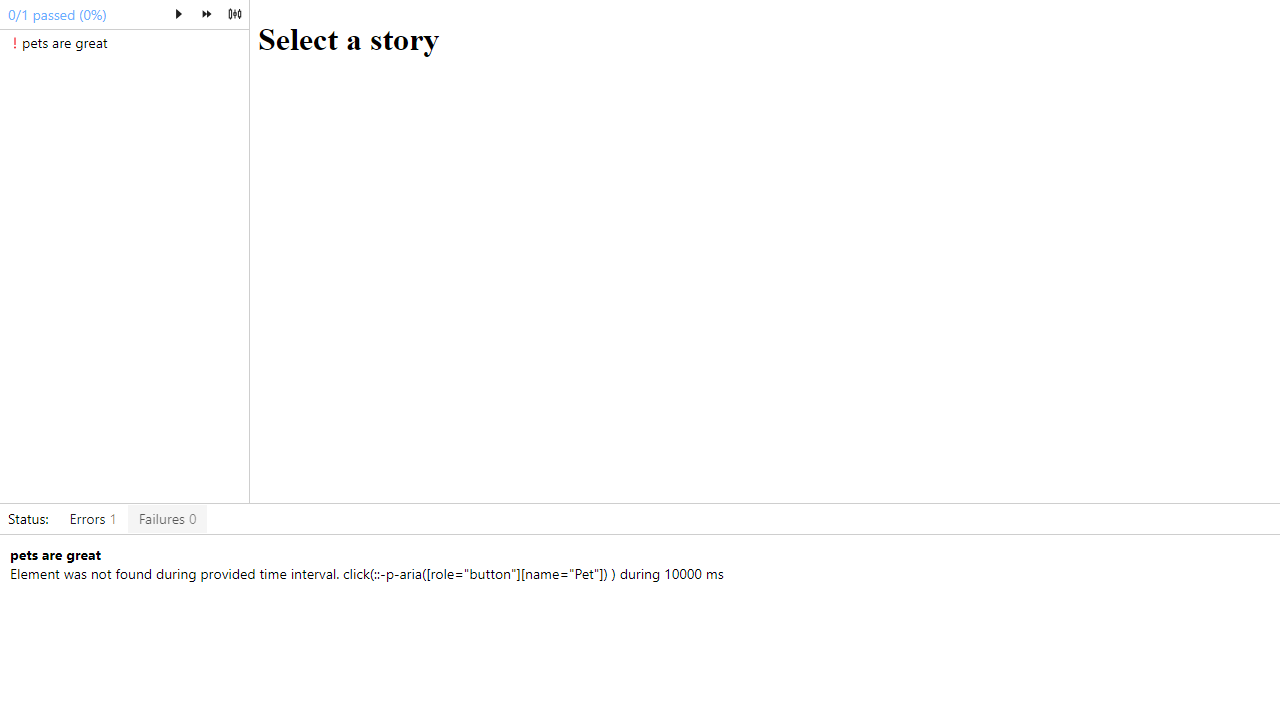 0/1 passed (0%)
! pets are great
Select a story
Status: Errors 1 Failures 0
pets are great
Element was not found during provided time interval. click(::-p-aria([role="button"][name="Pet"]) ) during 10000 ms